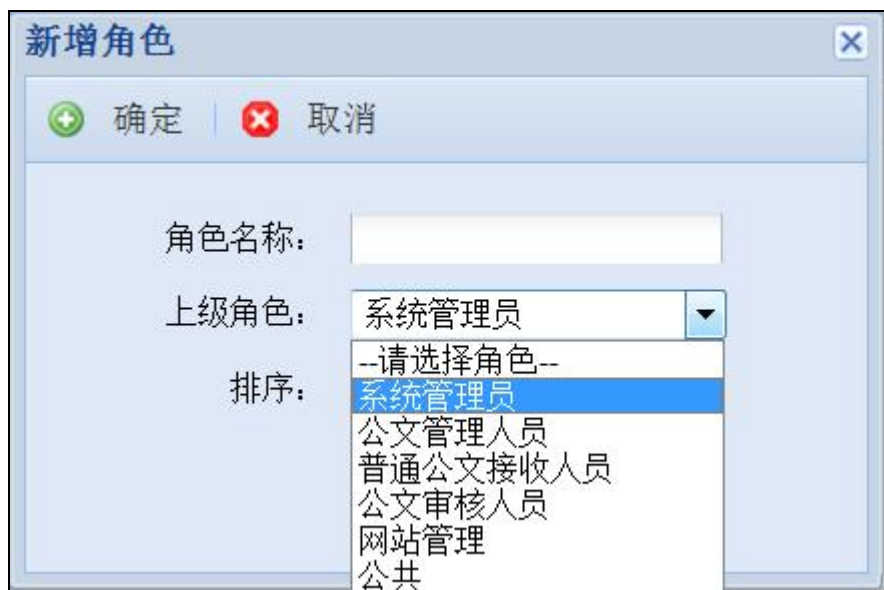 新增角色
确定 取消
角色名称：
上级角色： 系统管理员
--请选择角色--
排序： 系统管理员
公文管理人员
普通公文接收人员
公文审核人员
网站管理
公共